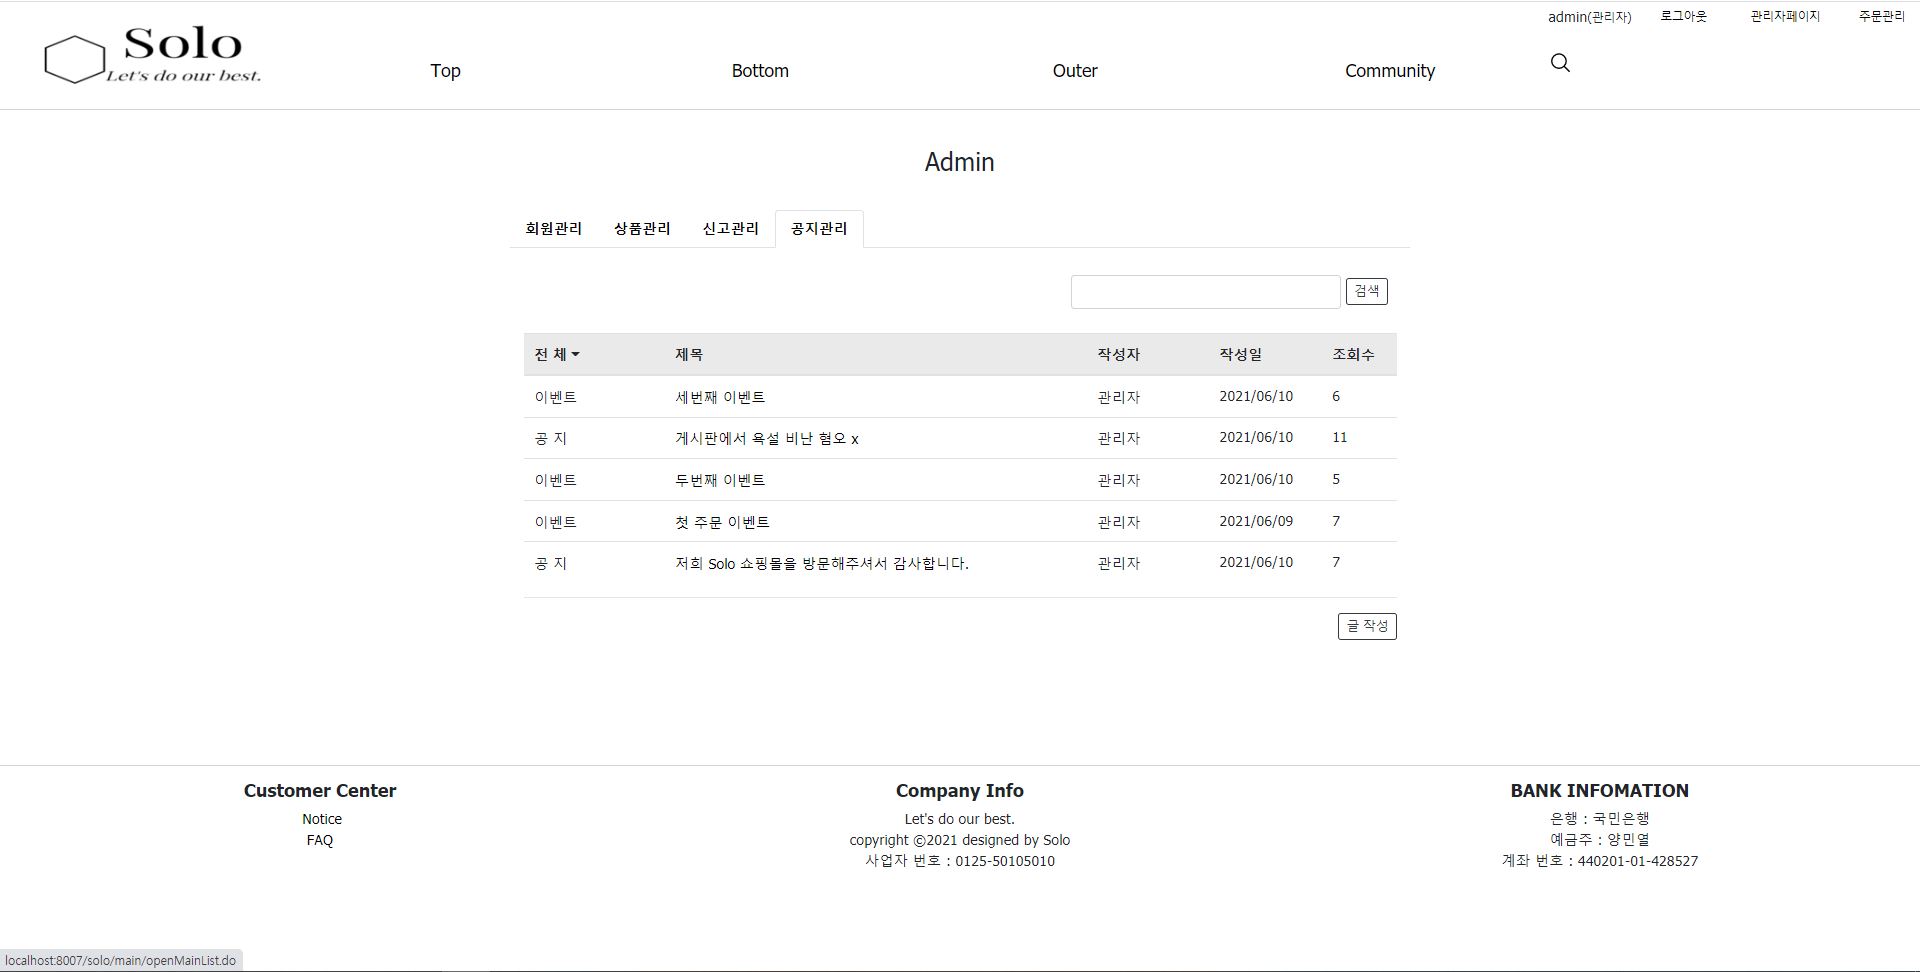 admin(관리자) 로그아웃 관리자페이지 주문관리
Solo
Let's do our best.
Top Bottom Outer Community
Admin
회원관리 상품관리 신고관리 공지관리
검색
전 체 제목 작성자 작성일 조회수
이벤트 세번째 이벤트 관리자 2021/06/10 6
공 지 게시판에서 욕설 비난 혐오 x 관리자 2021/06/10 11
이벤트 두번째 이벤트 관리자 2021/06/10 5
이벤트 첫 주문 이벤트 관리자 2021/06/09 7
공 지 저희 Solo 쇼핑몰을 방문해주셔서 감사합니다. 관리자 2021/06/10 7
글 작성
Customer Center
Notice
FAQ
Company Info
Let's do our best.
copyright ©2021 designed by Solo
사업자 번호 : 0125-50105010
BANK INFOMATION
은행 : 국민은행
예금주 : 양민열
계좌 번호 : 440201-01-428527
localhost:8007/solo/main/openMainList.do